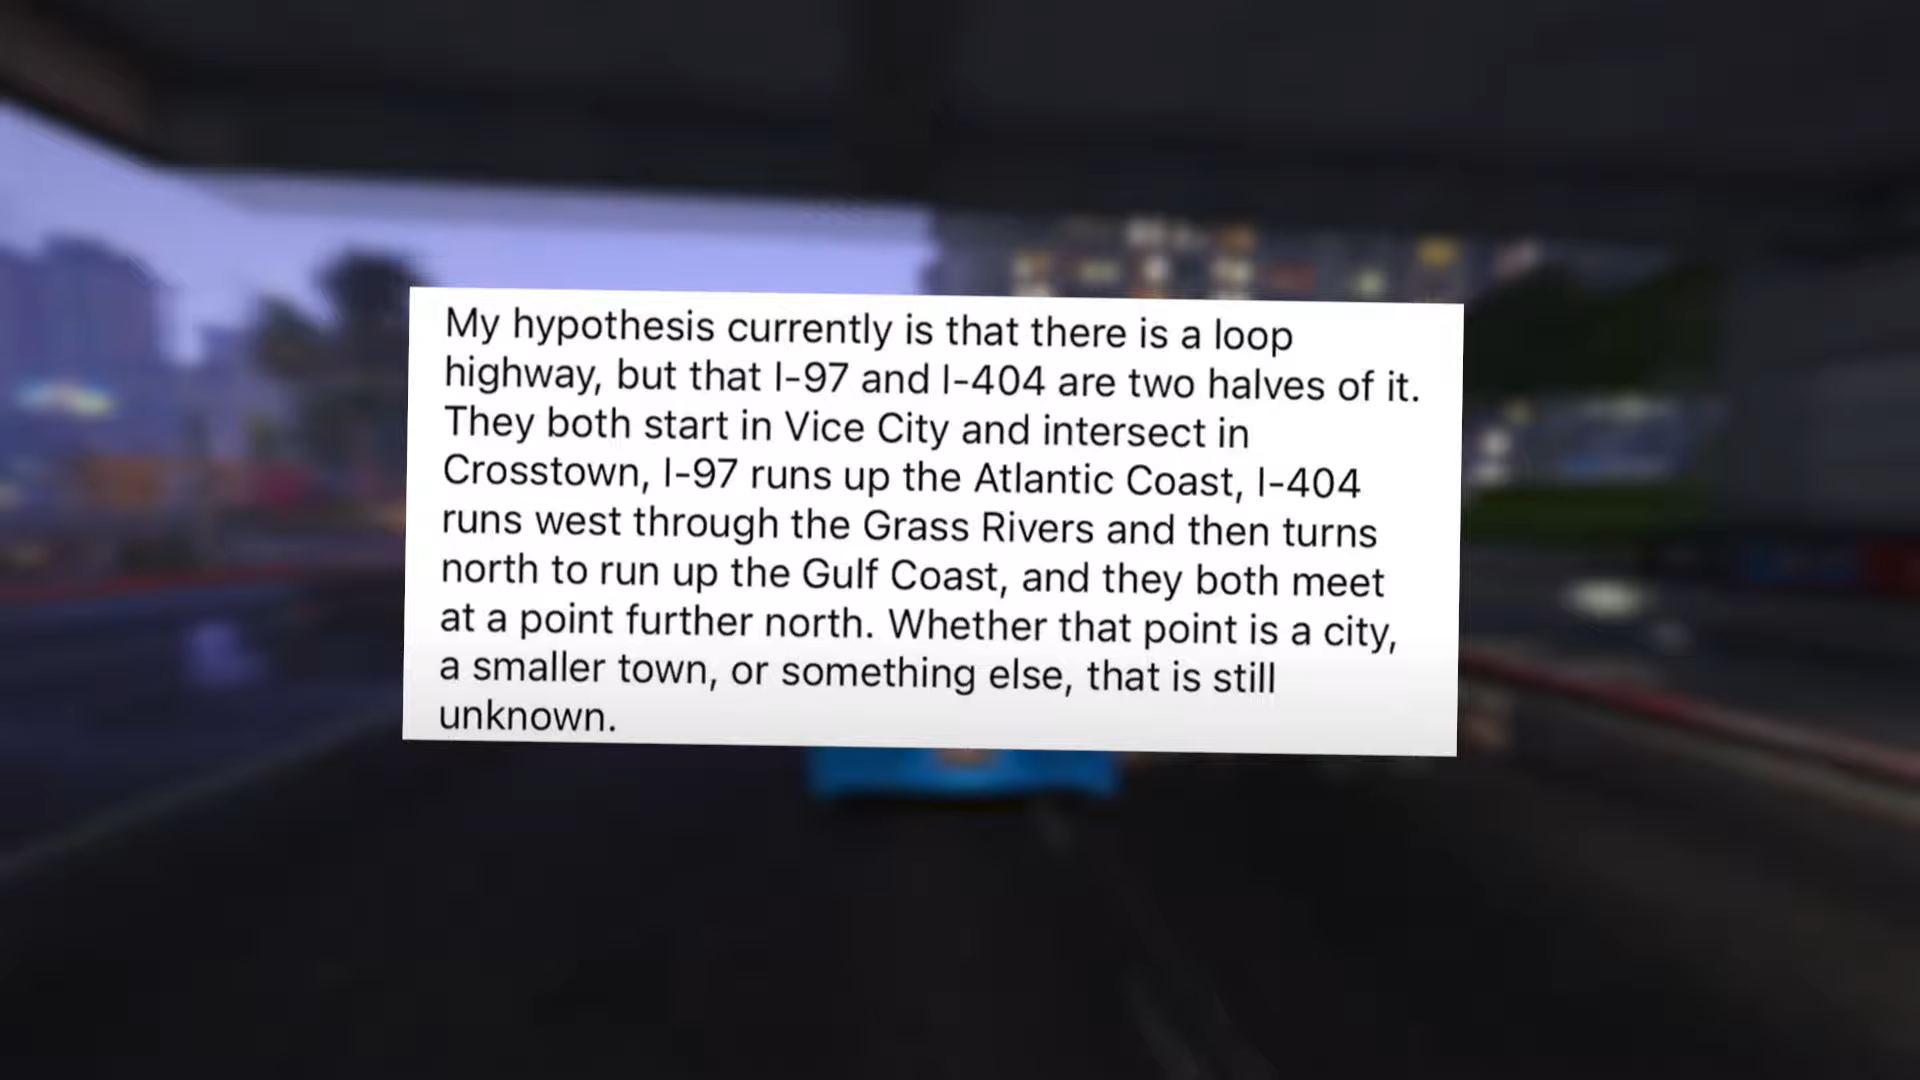 My hypothesis currently is that there is a loop
highway, but that I-97 and I-404 are two halves of it.
They both start in Vice City and intersect in
Crosstown, I-97 runs up the Atlantic Coast, I-404
runs west through the Grass Rivers and then turns
north to run up the Gulf Coast, and they both meet
at a point further north. Whether that point is a city,
a smaller town, or something else, that is still
unknown.